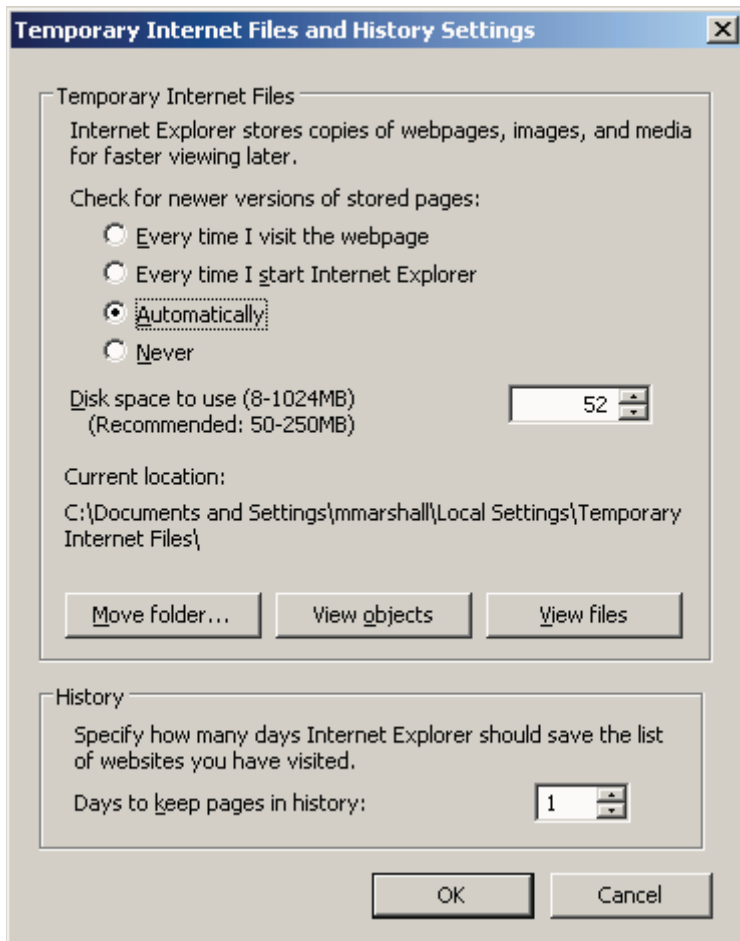 Temporary Internet Files and History Settings
Temporary Internet Files
Internet Explorer stores copies of webpages, images, and media
for faster viewing later.
Check for newer versions of stored pages:
Every time I visit the webpage
Every time I start Internet Explorer
Automatically
Never
Disk space to use (8-1024MB)
52
(Recommended: 50-250MB)
Current location:
C:\Documents and Settings\mmarshall\Local Settings\Temporary
Internet Files\
Move folder... View objects View files
History
Specify how many days Internet Explorer should save the list
of websites you have visited.
Days to keep pages in history: 1
OK Cancel